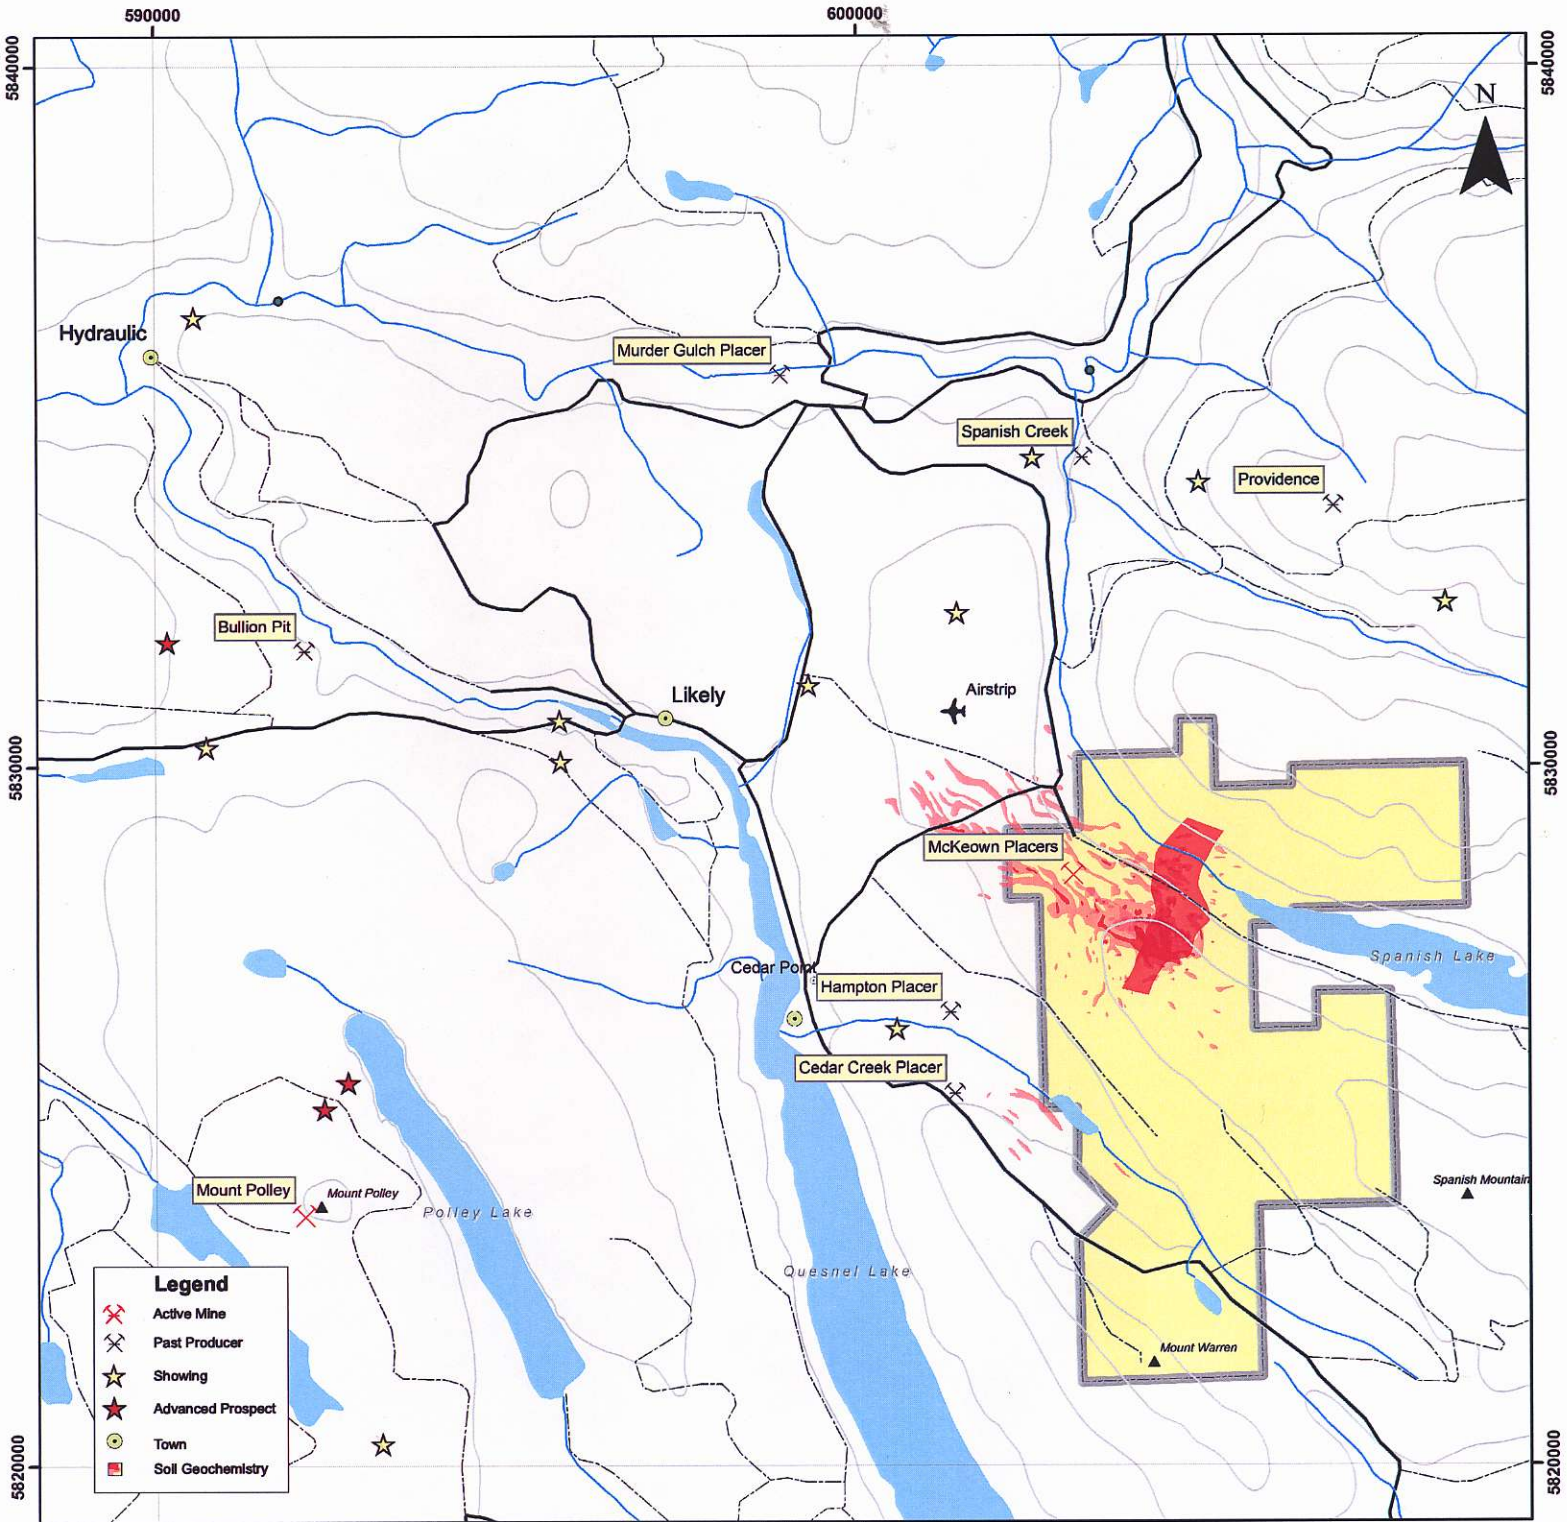 590000
600000
5840000
5840000
N
Hydraulic
Murder Gulch Placer
Spanish Creek
Providence
Bullion Pit
Likely
Airstrip
5830000
5830000
McKeown Placers
Spanish Lake
Cedar Point
Hampton Placer
Cedar Creek Placer
Mount Polley
Mount Polley
Polley Lake
Spanish Mountain
Quesnel Lake
Legend
Active Mine
Past Producer
Showing
Advanced Prospect
Town
Soil Geochemistry
Mount Warren
5820000
5820000